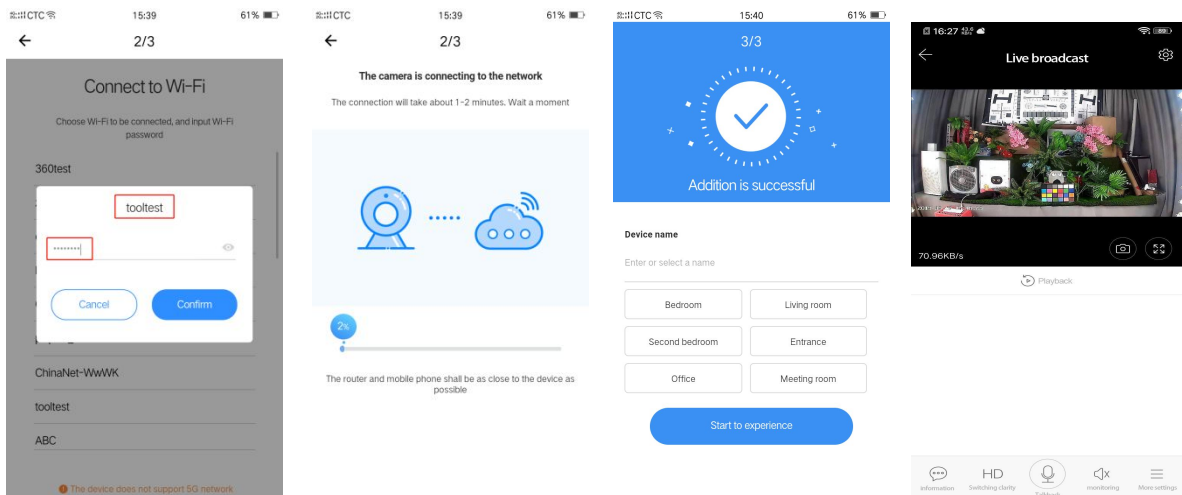 CTC
15:39
61%
2/3
Connect to Wi-Fi
Choose Wi-Fi to be connected, and input Wi-Fi
password
360test
tooltest
••••••••
Cancel
Confirm
ChinaNet-WwWK
tooltest
ABC
The device does not support 5G network
CTC
15:39
61%
2/3
The camera is connecting to the network
The connection will take about 1-2 minutes. Wait a moment
2%
The router and mobile phone shall be as close to the device as
possible
CTC
15:40
61%
3/3
Addition is successful
Device name
Enter or select a name
Bedroom
Living room
Second bedroom
Entrance
Office
Meeting room
Start to experience
16:27
Live broadcast
70.96KB/s
Playback
HD
information
Switching clarity
Talkback
monitoring
More settings